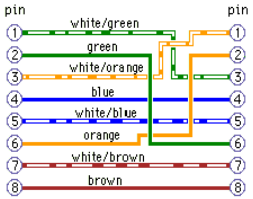 pin pin
1 white/green 1
2 green 2
3 white/orange 3
4 blue 4
5 white/blue 5
6 orange 6
7 white/brown 7
8 brown 8